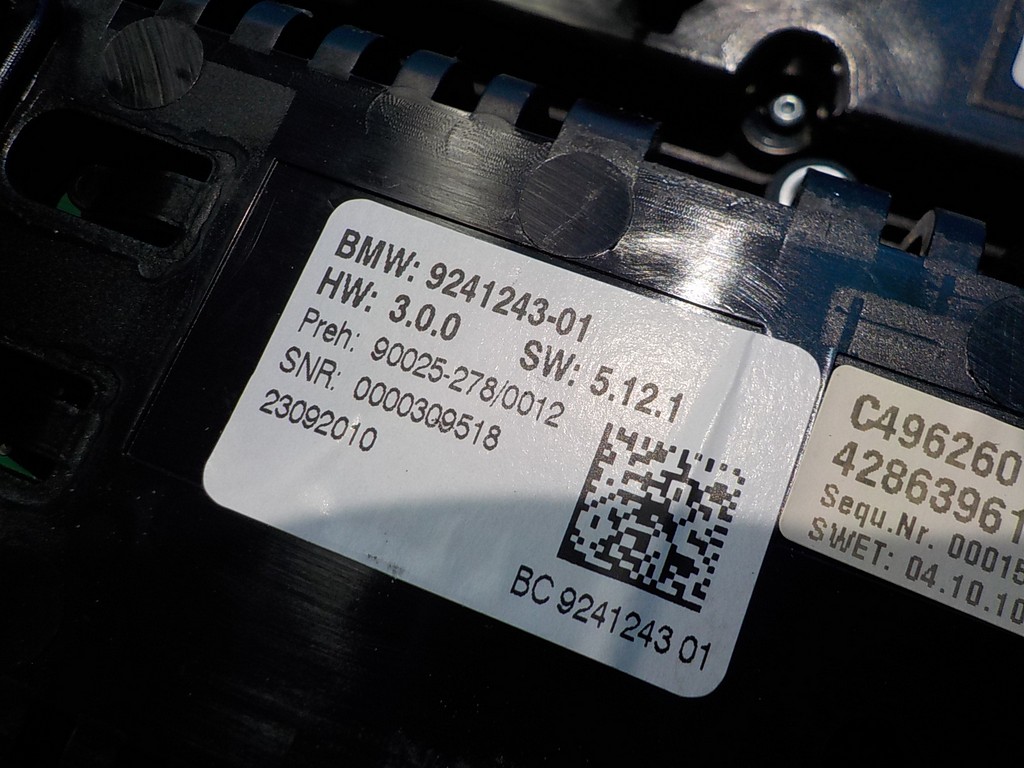 BMW: 9241243-01
HW: 3.0.0 SW: 5.12.1
Preh: 90025-278/0012
SNR: 0000309518
23092010
BC 9241243 01
C496260
42863961
Sequ.Nr. 00015
SWET: 04.10.10